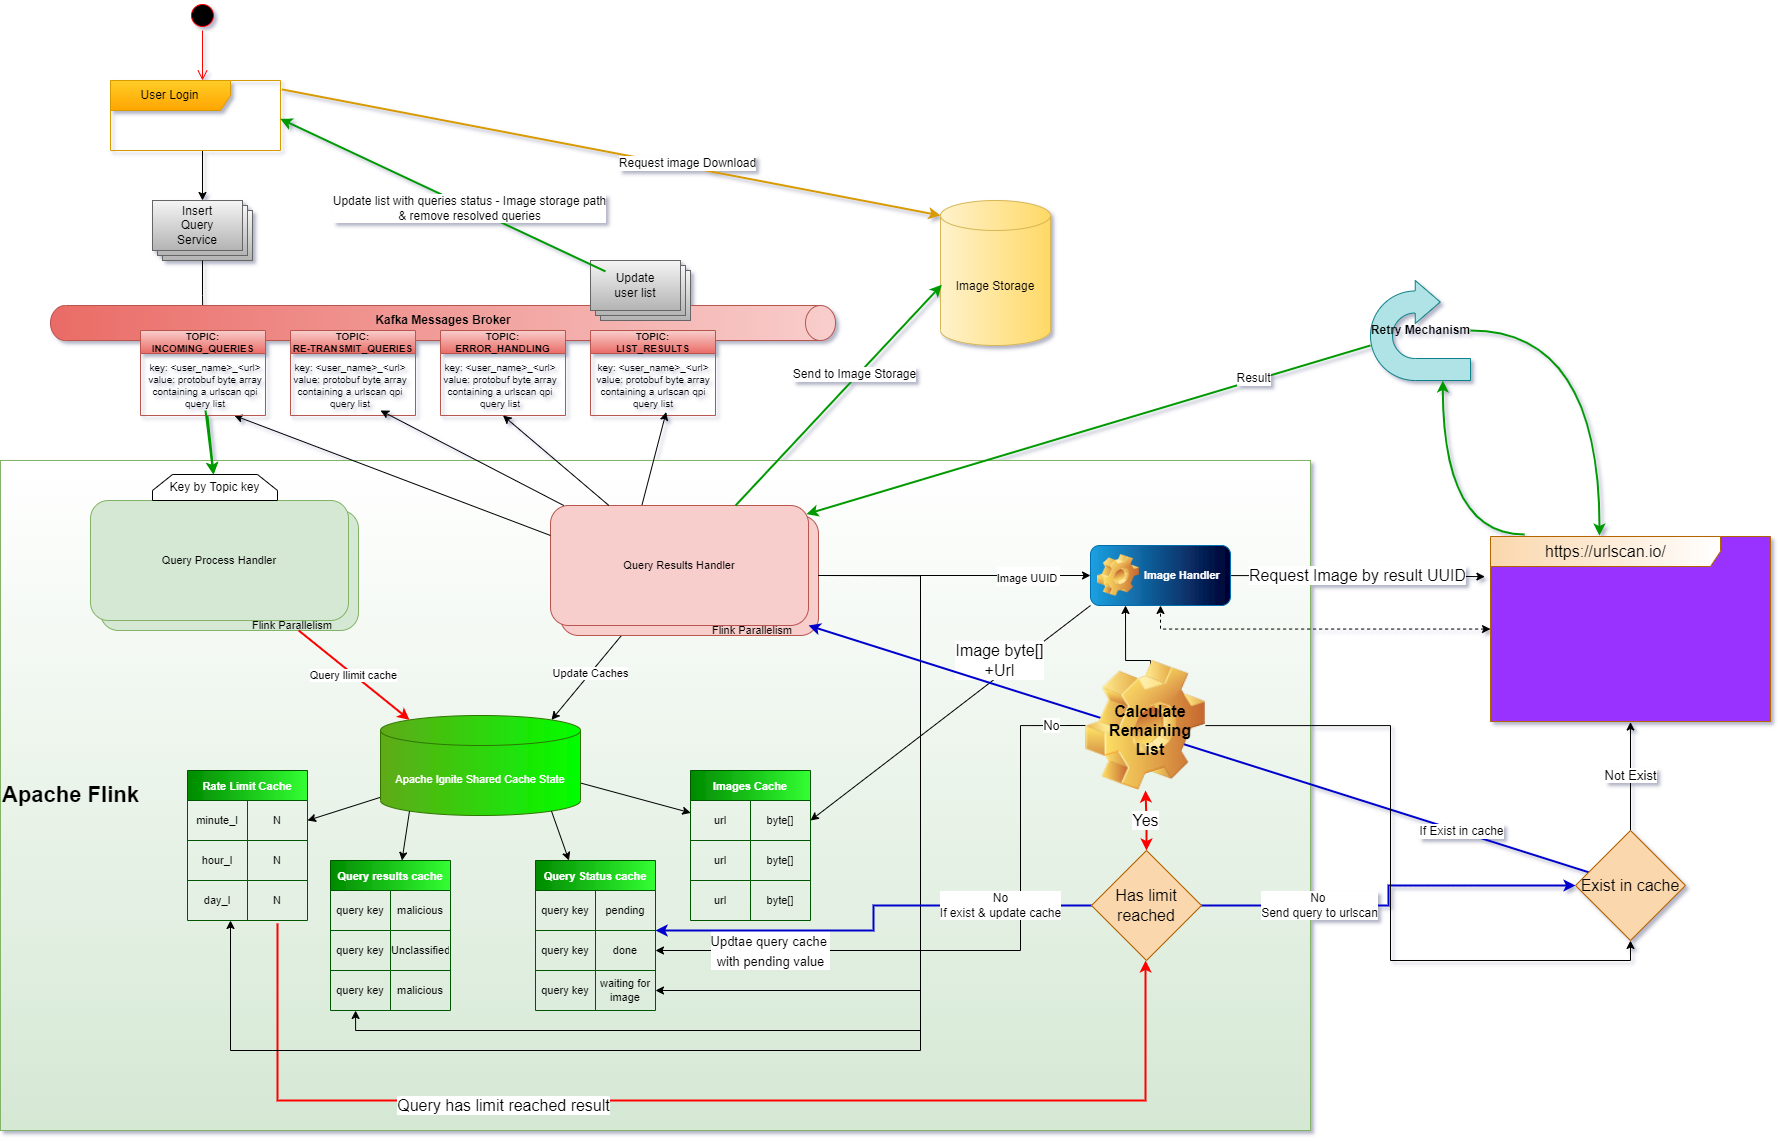 User Login
Request image Download
Update list with queries status - Image storage path
& remove resolved queries
Insert
Query
Service
Update
user list
Image Storage
Kafka Messages Broker
Retry Mechanism
TOPIC:
INCOMING_QUERIES
key: <user_name>_<url>
value: protobuf byte array
containing a urlscan qpi
query list
TOPIC:
RE-TRANSMIT_QUERIES
key: <user_name>_<url>
value: protobuf byte array
containing a urlscan qpi
query list
TOPIC:
ERROR_HANDLING
key: <user_name>_<url>
value: protobuf byte array
containing a urlscan qpi
query list
TOPIC:
LIST_RESULTS
key: <user_name>_<url>
value: protobuf byte array
containing a urlscan qpi
query list
Send to Image Storage
Result
Key by Topic key
Query Process Handler
Flink Parallelism
Query Results Handler
Flink Parallelism
Image UUID
Image Handler
Request Image by result UUID
https://urlscan.io/
Query llimit cache
Update Caches
Image byte[]
+Url
Calculate
Remaining
List
No
Apache Ignite Shared Cache State
Apache Flink
Rate Limit Cache
minute_l
N
hour_l
N
day_l
N
Query results cache
query key
malicious
query key
Unclassified
query key
malicious
Query Status cache
query key
pending
query key
done
query key
waiting for
image
Images Cache
url
byte[]
url
byte[]
url
byte[]
Yes
Has limit
reached
No
If exist & update cache
Updtae query cache
with pending value
No
Send query to urlscan
If Exist in cache
Not Exist
Exist in cache
Query has limit reached result